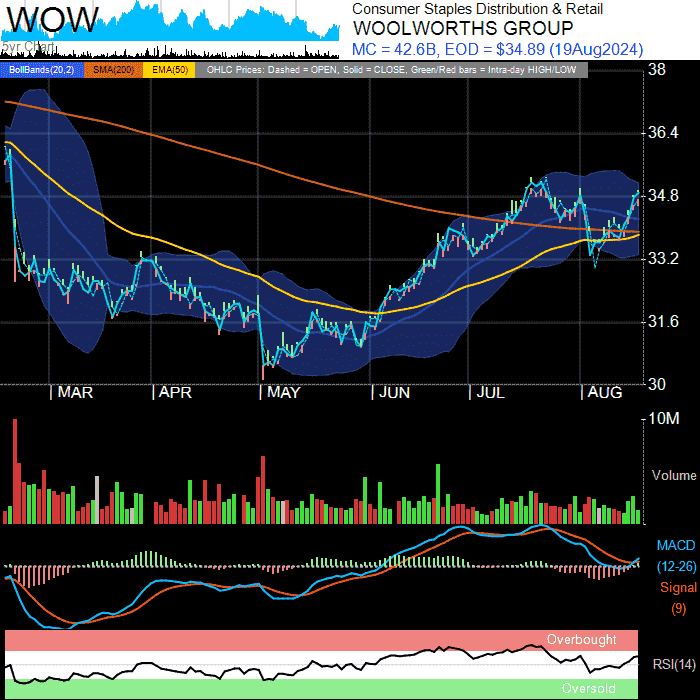 WOW
5yr Chart
Consumer Staples Distribution & Retail
WOOLWORTHS GROUP
MC = 42.6B, EOD = $34.89 (19Aug2024)
BollBands(20,2) SMA(200) EMA(50) OHLC Prices: Dashed = OPEN, Solid = CLOSE, Green/Red bars = Intra-day HIGH/LOW
38
36.4
34.8
33.2
31.6
30
MAR APR MAY JUN JUL AUG
10M
Volume
MACD
(12-26)
Signal
(9)
Overbought
RSI(14)
Oversold